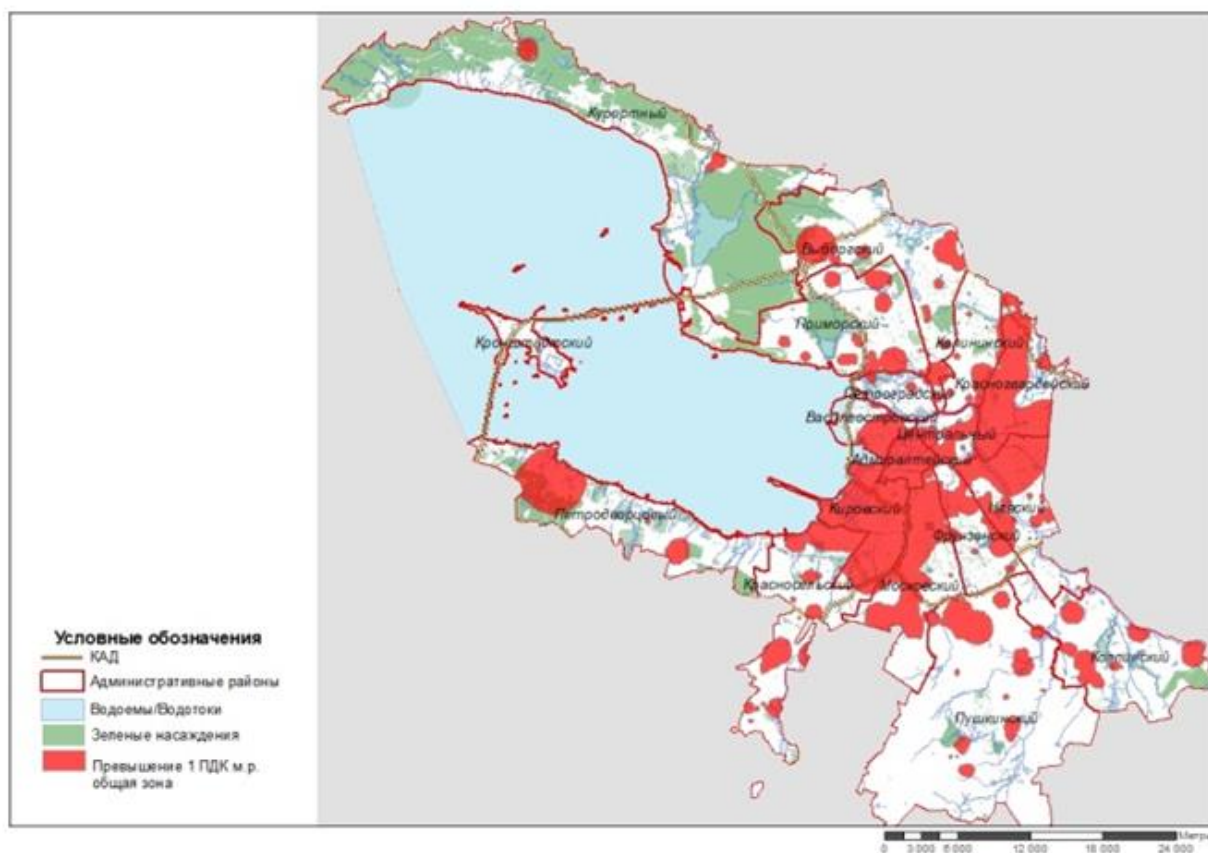 Курортный
Выборгский
Приморский
Калининский
Кронштадтский
Красногвардейский
Петроградский
Василеостровский
Центральный
Адмиралтейский
Кировский
Невский
Петродворцовый
Фрунзенский
Красносельский
Московский
Колпинский
Пушкинский
Условные обозначения
КАД
Административные районы
Водоемы/Водотоки
Зеленые насаждения
Превышение 1 ПДК м.р.
общая зона
0 3 000 6 000 12 000 18 000 24 000